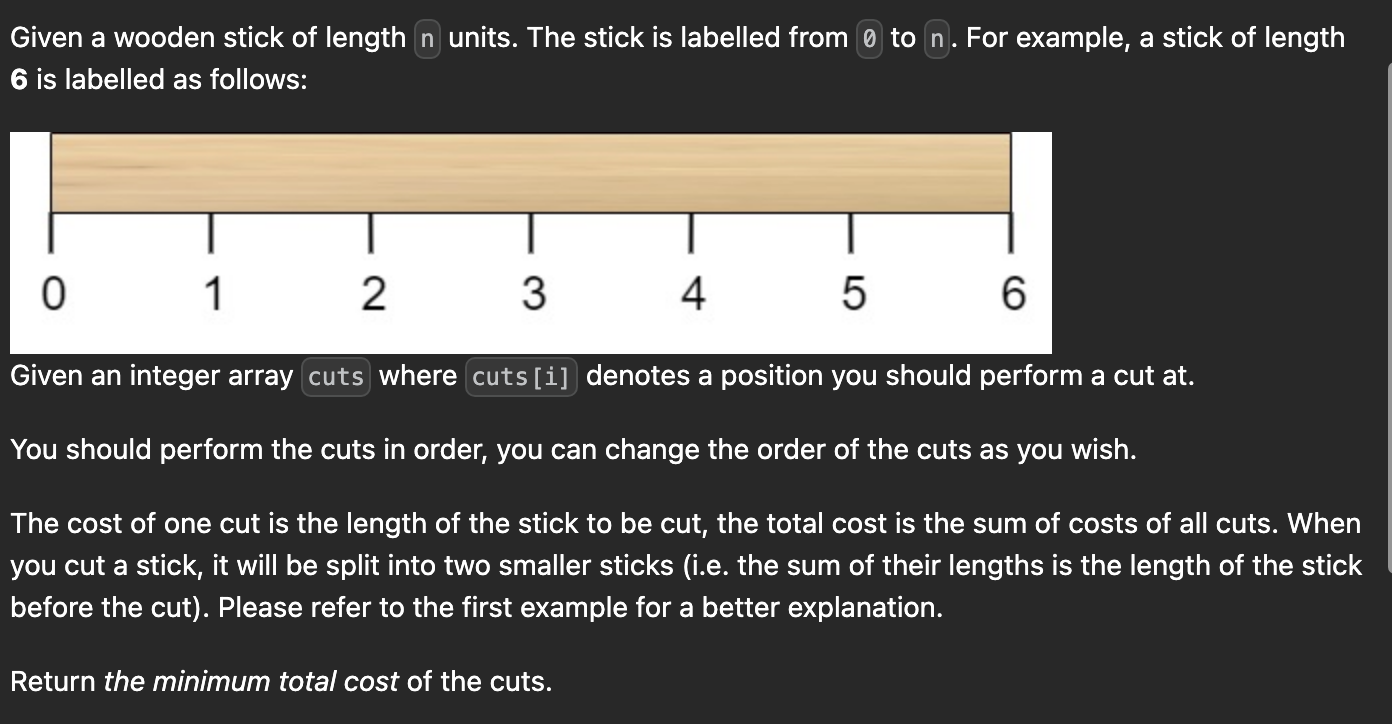 Given a wooden stick of length n units. The stick is labelled from 0 to n. For example, a stick of length
6 is labelled as follows:
0 1 2 3 4 5 6
Given an integer array cuts where cuts[i] denotes a position you should perform a cut at.
You should perform the cuts in order, you can change the order of the cuts as you wish.
The cost of one cut is the length of the stick to be cut, the total cost is the sum of costs of all cuts. When
you cut a stick, it will be split into two smaller sticks (i.e. the sum of their lengths is the length of the stick
before the cut). Please refer to the first example for a better explanation.
Return the minimum total cost of the cuts.